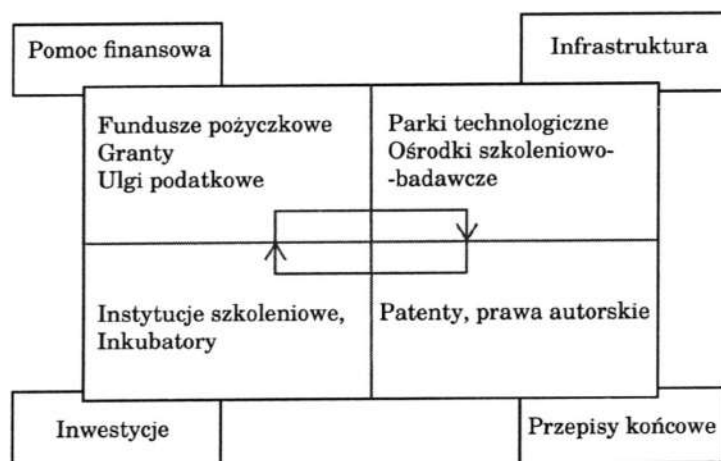 Pomoc finansowa
Infrastruktura
Fundusze pożyczkowe
Granty
Ulgi podatkowe
Parki technologiczne
Ośrodki szkoleniowo-
-badawcze
Instytucje szkoleniowe,
Inkubatory
Patenty, prawa autorskie
Inwestycje
Przepisy końcowe